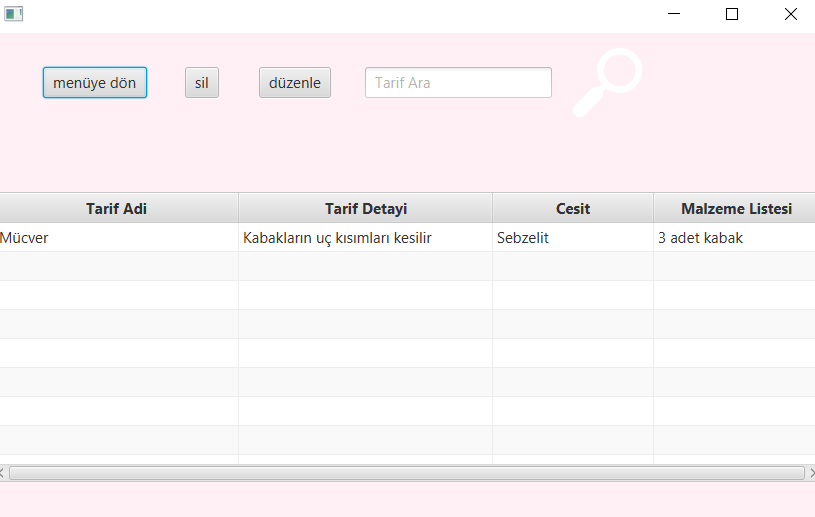 menüye dön sil düzenle Tarif Ara
Tarif Adi Tarif Detayi Cesit Malzeme Listesi
Mücver Kabakların uç kısımları kesilir Sebzelit 3 adet kabak